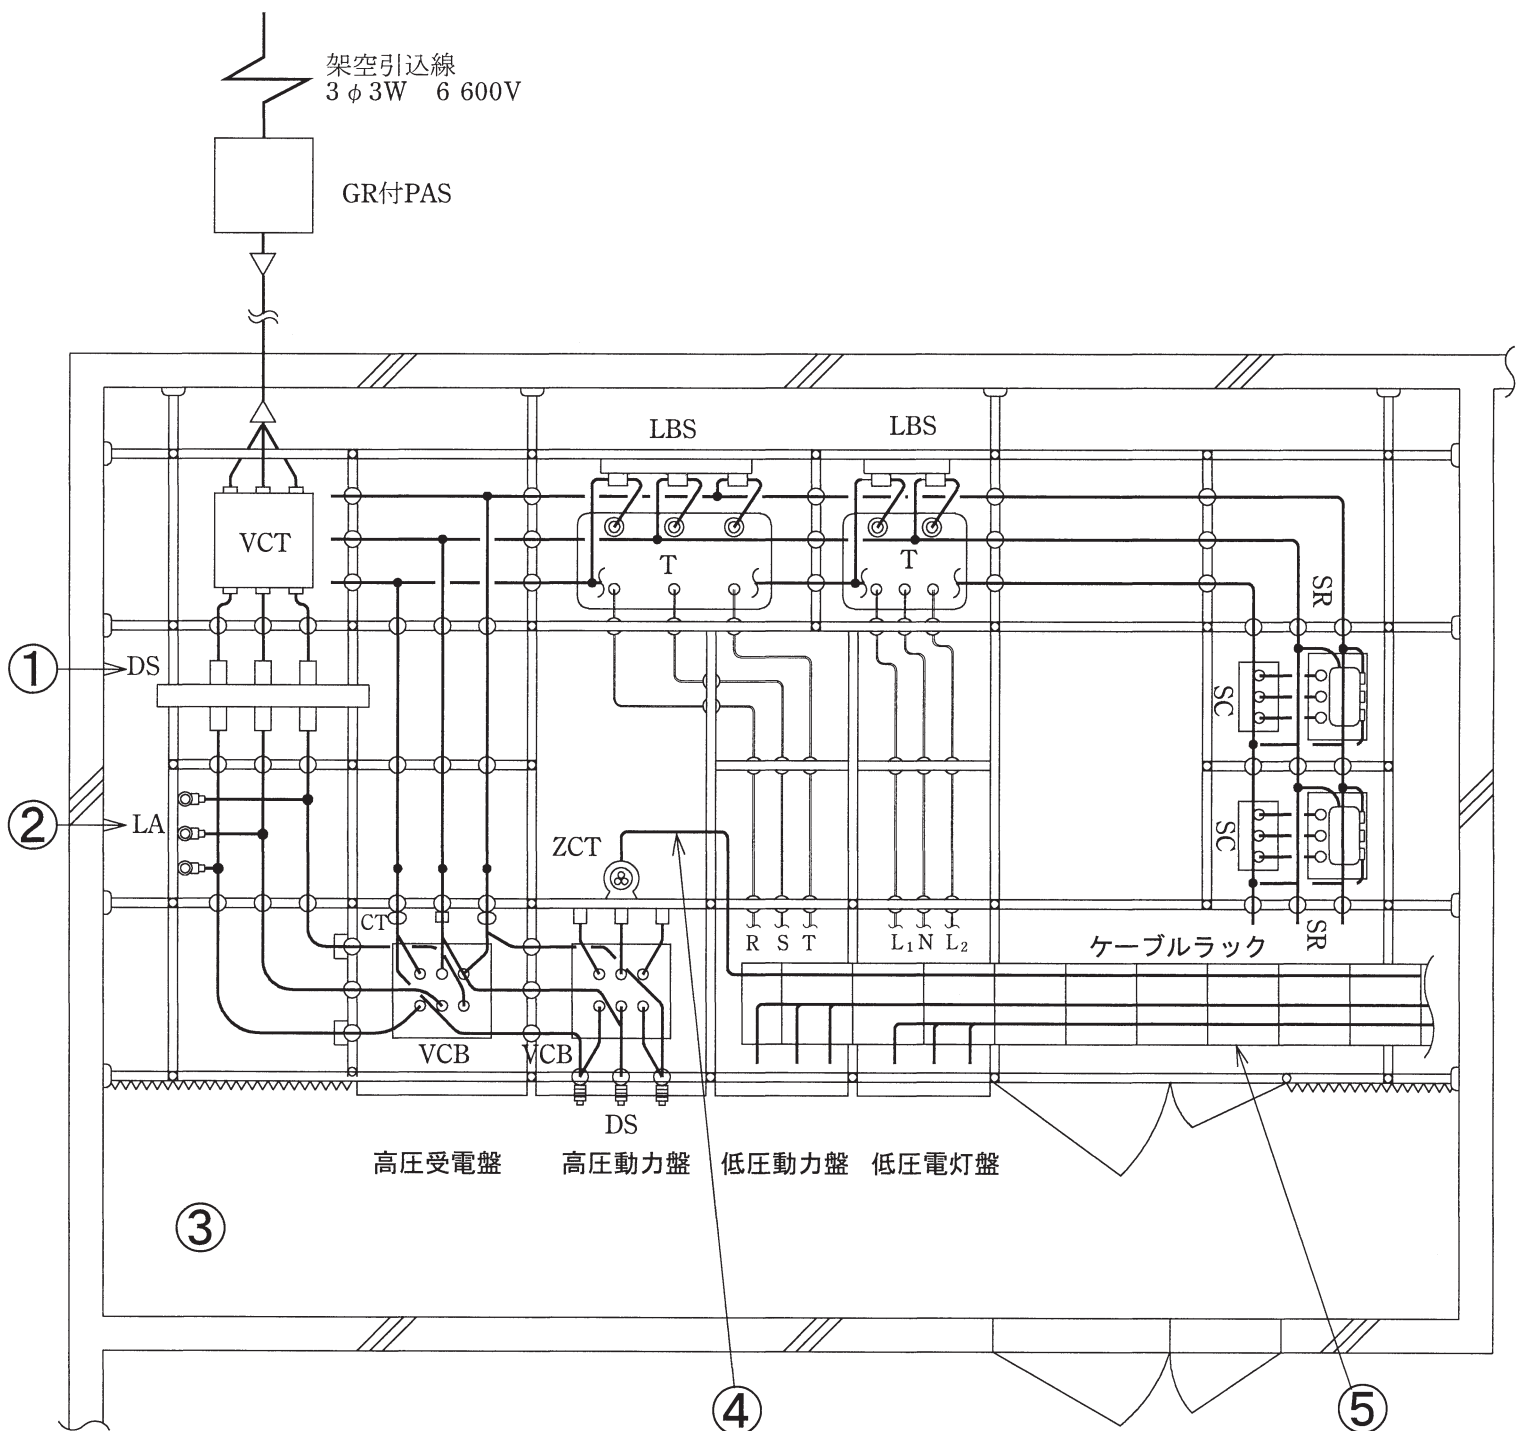 架空引込線
3φ3W 6 600V
GR付PAS
LBS
LBS
VCT
T
T
SR
① DS
SC
② LA
ZCT
SC
CT
R S T
L₁ N L₂
ケーブルラック
SR
VCB
VCB
DS
高圧受電盤
高圧動力盤
低圧動力盤
低圧電灯盤
③
④
⑤